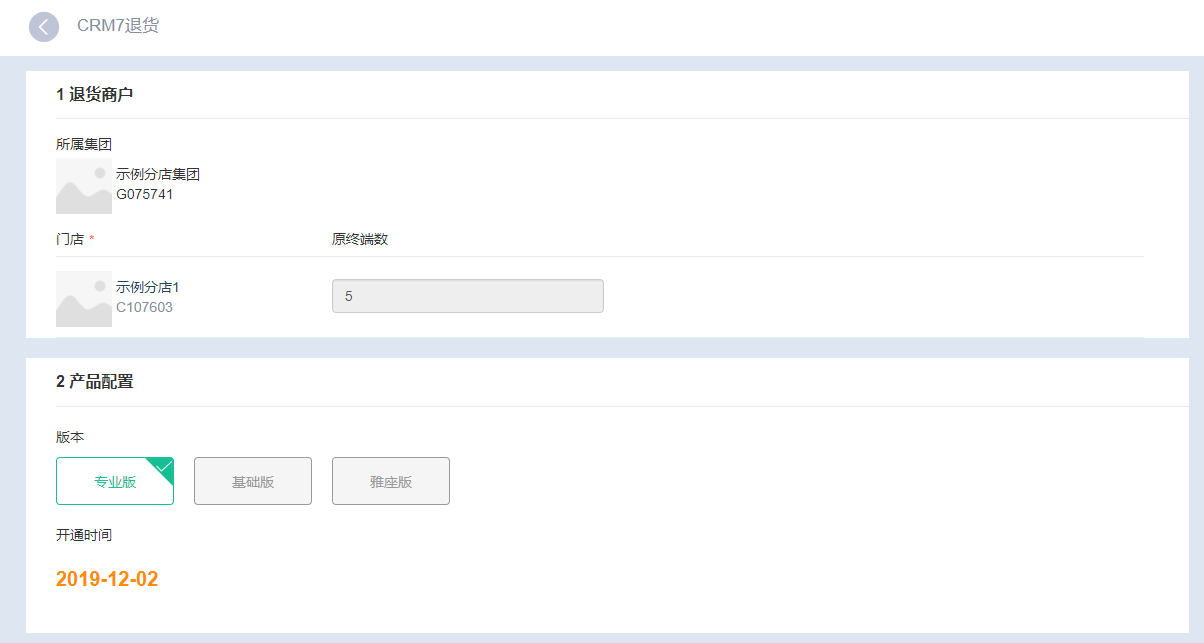 CRM7退货
1 退货商户
所属集团
示例分店集团
G075741
门店 * 原终端数
示例分店1
C107603
5
2 产品配置
版本
专业版 基础版 雅座版
开通时间
2019-12-02